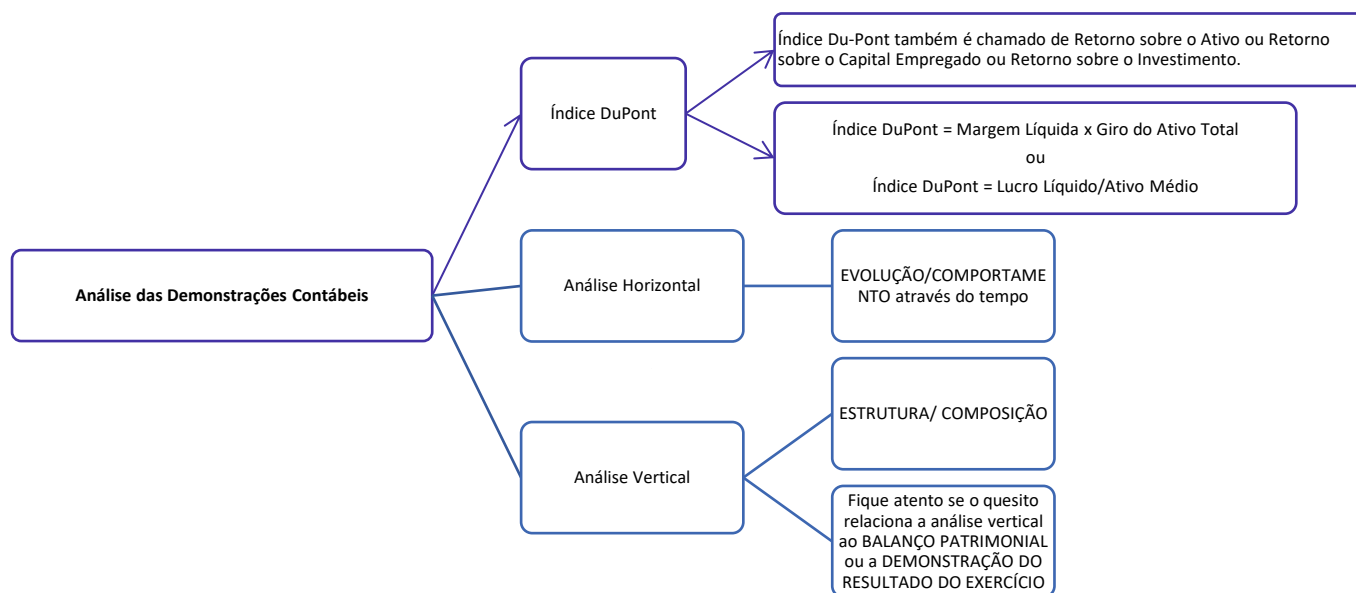 Análise das Demonstrações Contábeis
Índice DuPont
Índice Du-Pont também é chamado de Retorno sobre o Ativo ou Retorno
sobre o Capital Empregado ou Retorno sobre o Investimento.
Índice DuPont = Margem Líquida x Giro do Ativo Total
ou
Índice DuPont = Lucro Líquido/Ativo Médio
Análise Horizontal
EVOLUÇÃO/COMPORTAME
NTO através do tempo
Análise Vertical
ESTRUTURA/ COMPOSIÇÃO
Fique atento se o quesito
relaciona a análise vertical
ao BALANÇO PATRIMONIAL
ou a DEMONSTRAÇÃO DO
RESULTADO DO EXERCÍCIO